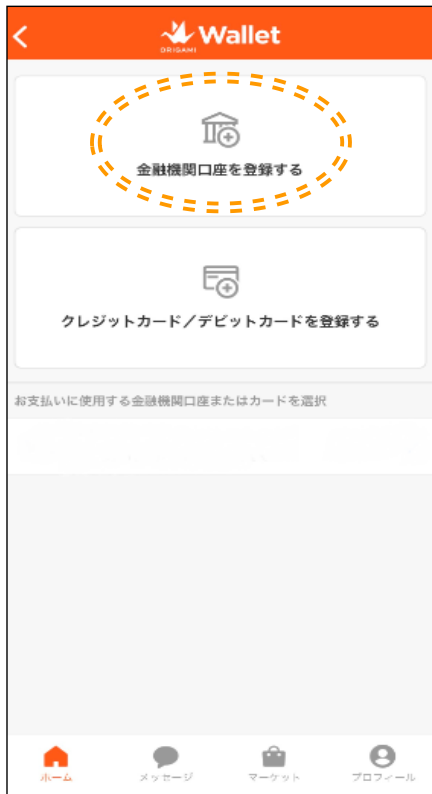 Wallet
ORIGAMI
金融機関口座を登録する
クレジットカード／デビットカードを登録する
お支払いに使用する金融機関口座またはカードを選択
ホーム
メッセージ
マーケット
プロフィール